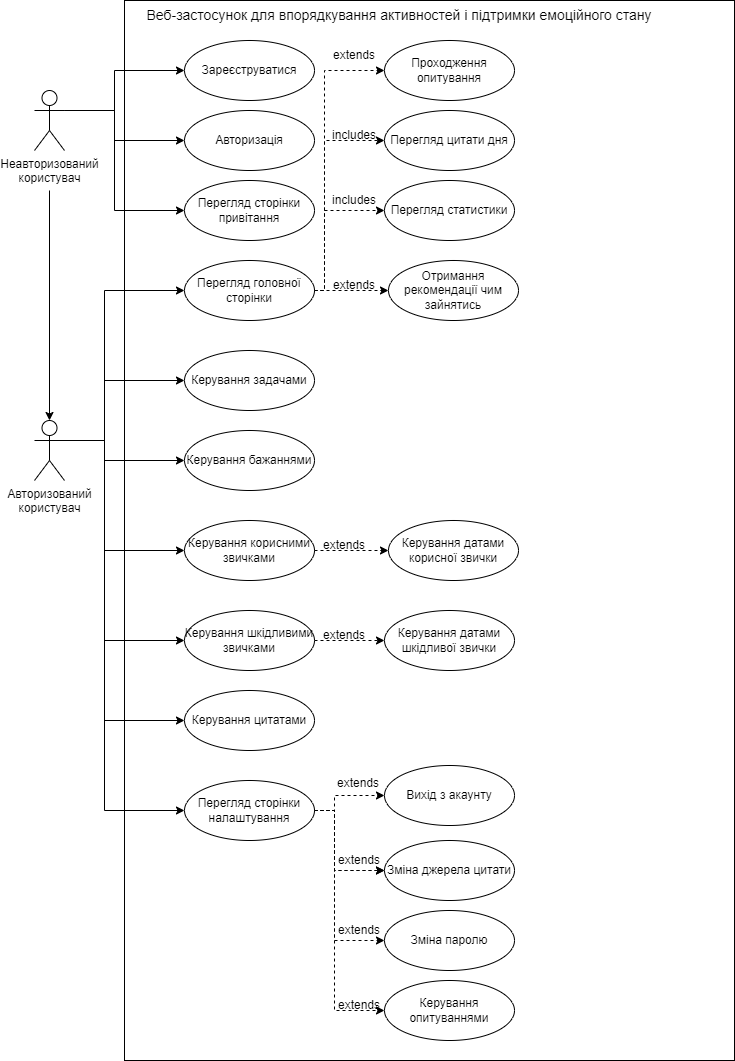 Веб-застосунок для впорядкування активностей і підтримки емоційного стану
Неавторизований
користувач
Зареєструватися
Авторизація
Перегляд сторінки
привітання
extends
Проходження
опитування
includes
Перегляд цитати дня
includes
Перегляд статистики
Перегляд головної
сторінки
extends
Отримання
рекомендації чим
зайнятись
Авторизований
користувач
Керування задачами
Керування бажаннями
Керування корисними
звичками
extends
Керування датами
корисної звички
Керування шкідливими
звичками
extends
Керування датами
шкідливої звички
Керування цитатами
Перегляд сторінки
налаштування
extends
Вихід з акаунту
extends
Зміна джерела цитати
extends
Зміна паролю
extends
Керування
опитуваннями